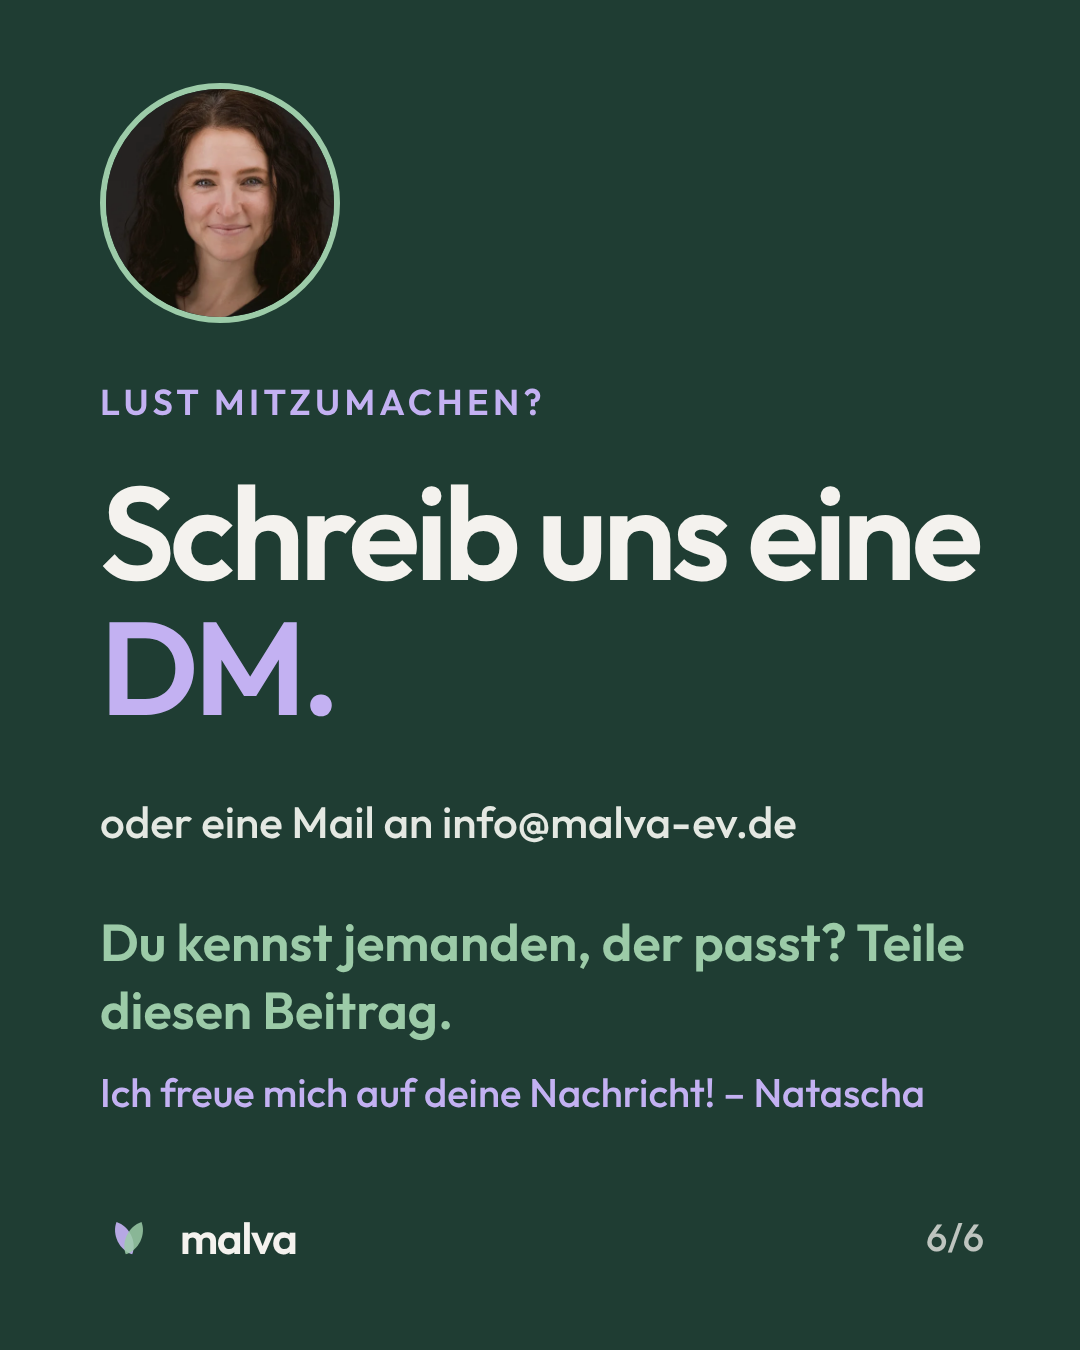 LUST MITZUMACHEN?
Schreib uns eine
DM.
oder eine Mail an info@malva-ev.de
Du kennst jemanden, der passt? Teile
diesen Beitrag.
Ich freue mich auf deine Nachricht! – Natascha
malva
6/6